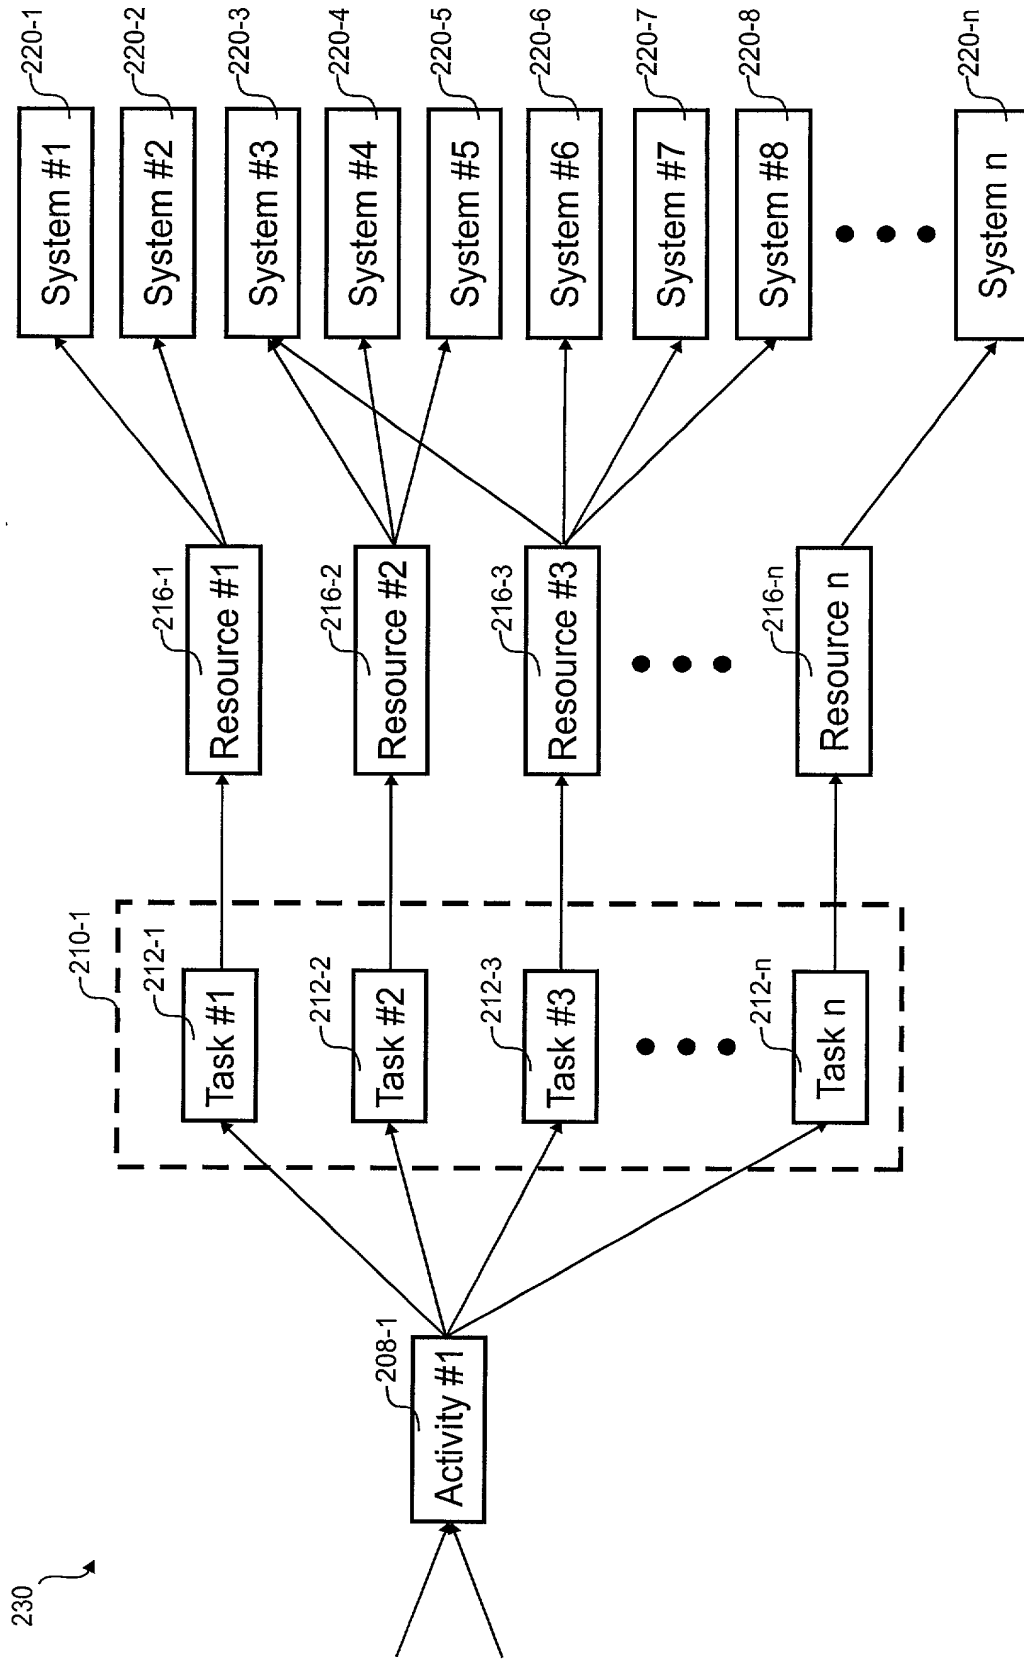 230
208-1
Activity #1
210-1
212-1
Task #1
212-2
Task #2
212-3
Task #3
212-n
Task n
216-1
Resource #1
216-2
Resource #2
216-3
Resource #3
216-n
Resource n
220-1
System #1
220-2
System #2
220-3
System #3
220-4
System #4
220-5
System #5
220-6
System #6
220-7
System #7
220-8
System #8
220-n
System n